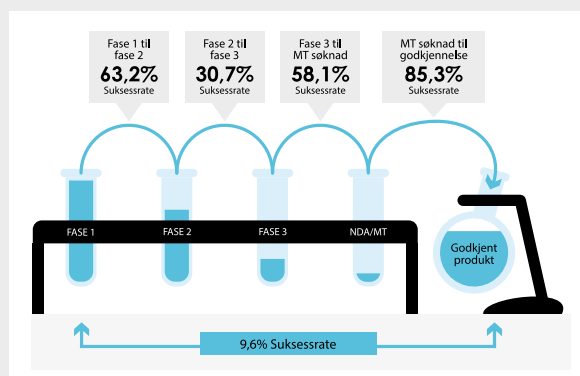 Fase 1 til
fase 2
63,2%
Suksessrate
Fase 2 til
fase 3
30,7%
Suksessrate
Fase 3 til
MT søknad
58,1%
Suksessrate
MT søknad til
godkjennelse
85,3%
Suksessrate
FASE 1
FASE 2
FASE 3
NDA/MT
Godkjent
produkt
9,6% Suksessrate